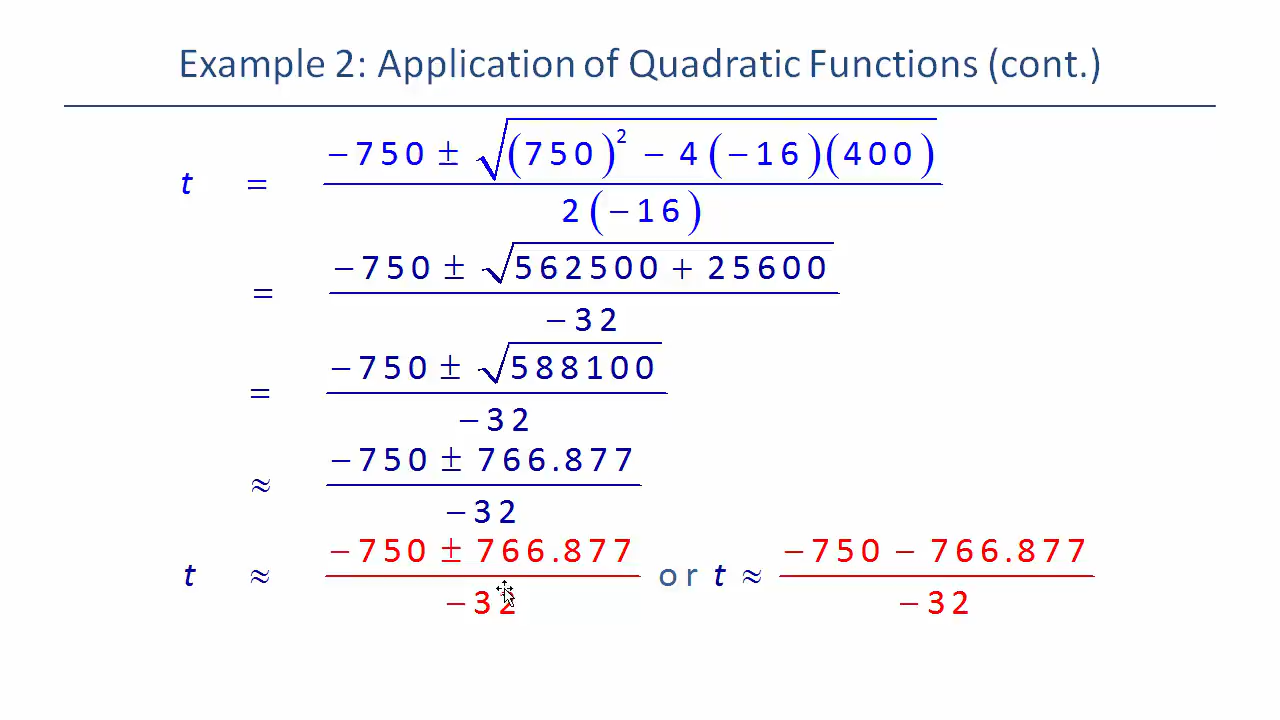 Example 2: Application of Quadratic Functions (cont.)
t = (−750 ± √((750)² − 4(−16)(400))) / (2(−16))
= (−750 ± √(562500 + 25600)) / −32
= (−750 ± √588100) / −32
≈ (−750 ± 766.877) / −32
t ≈ (−750 ± 766.877) / −32 or t ≈ (−750 − 766.877) / −32